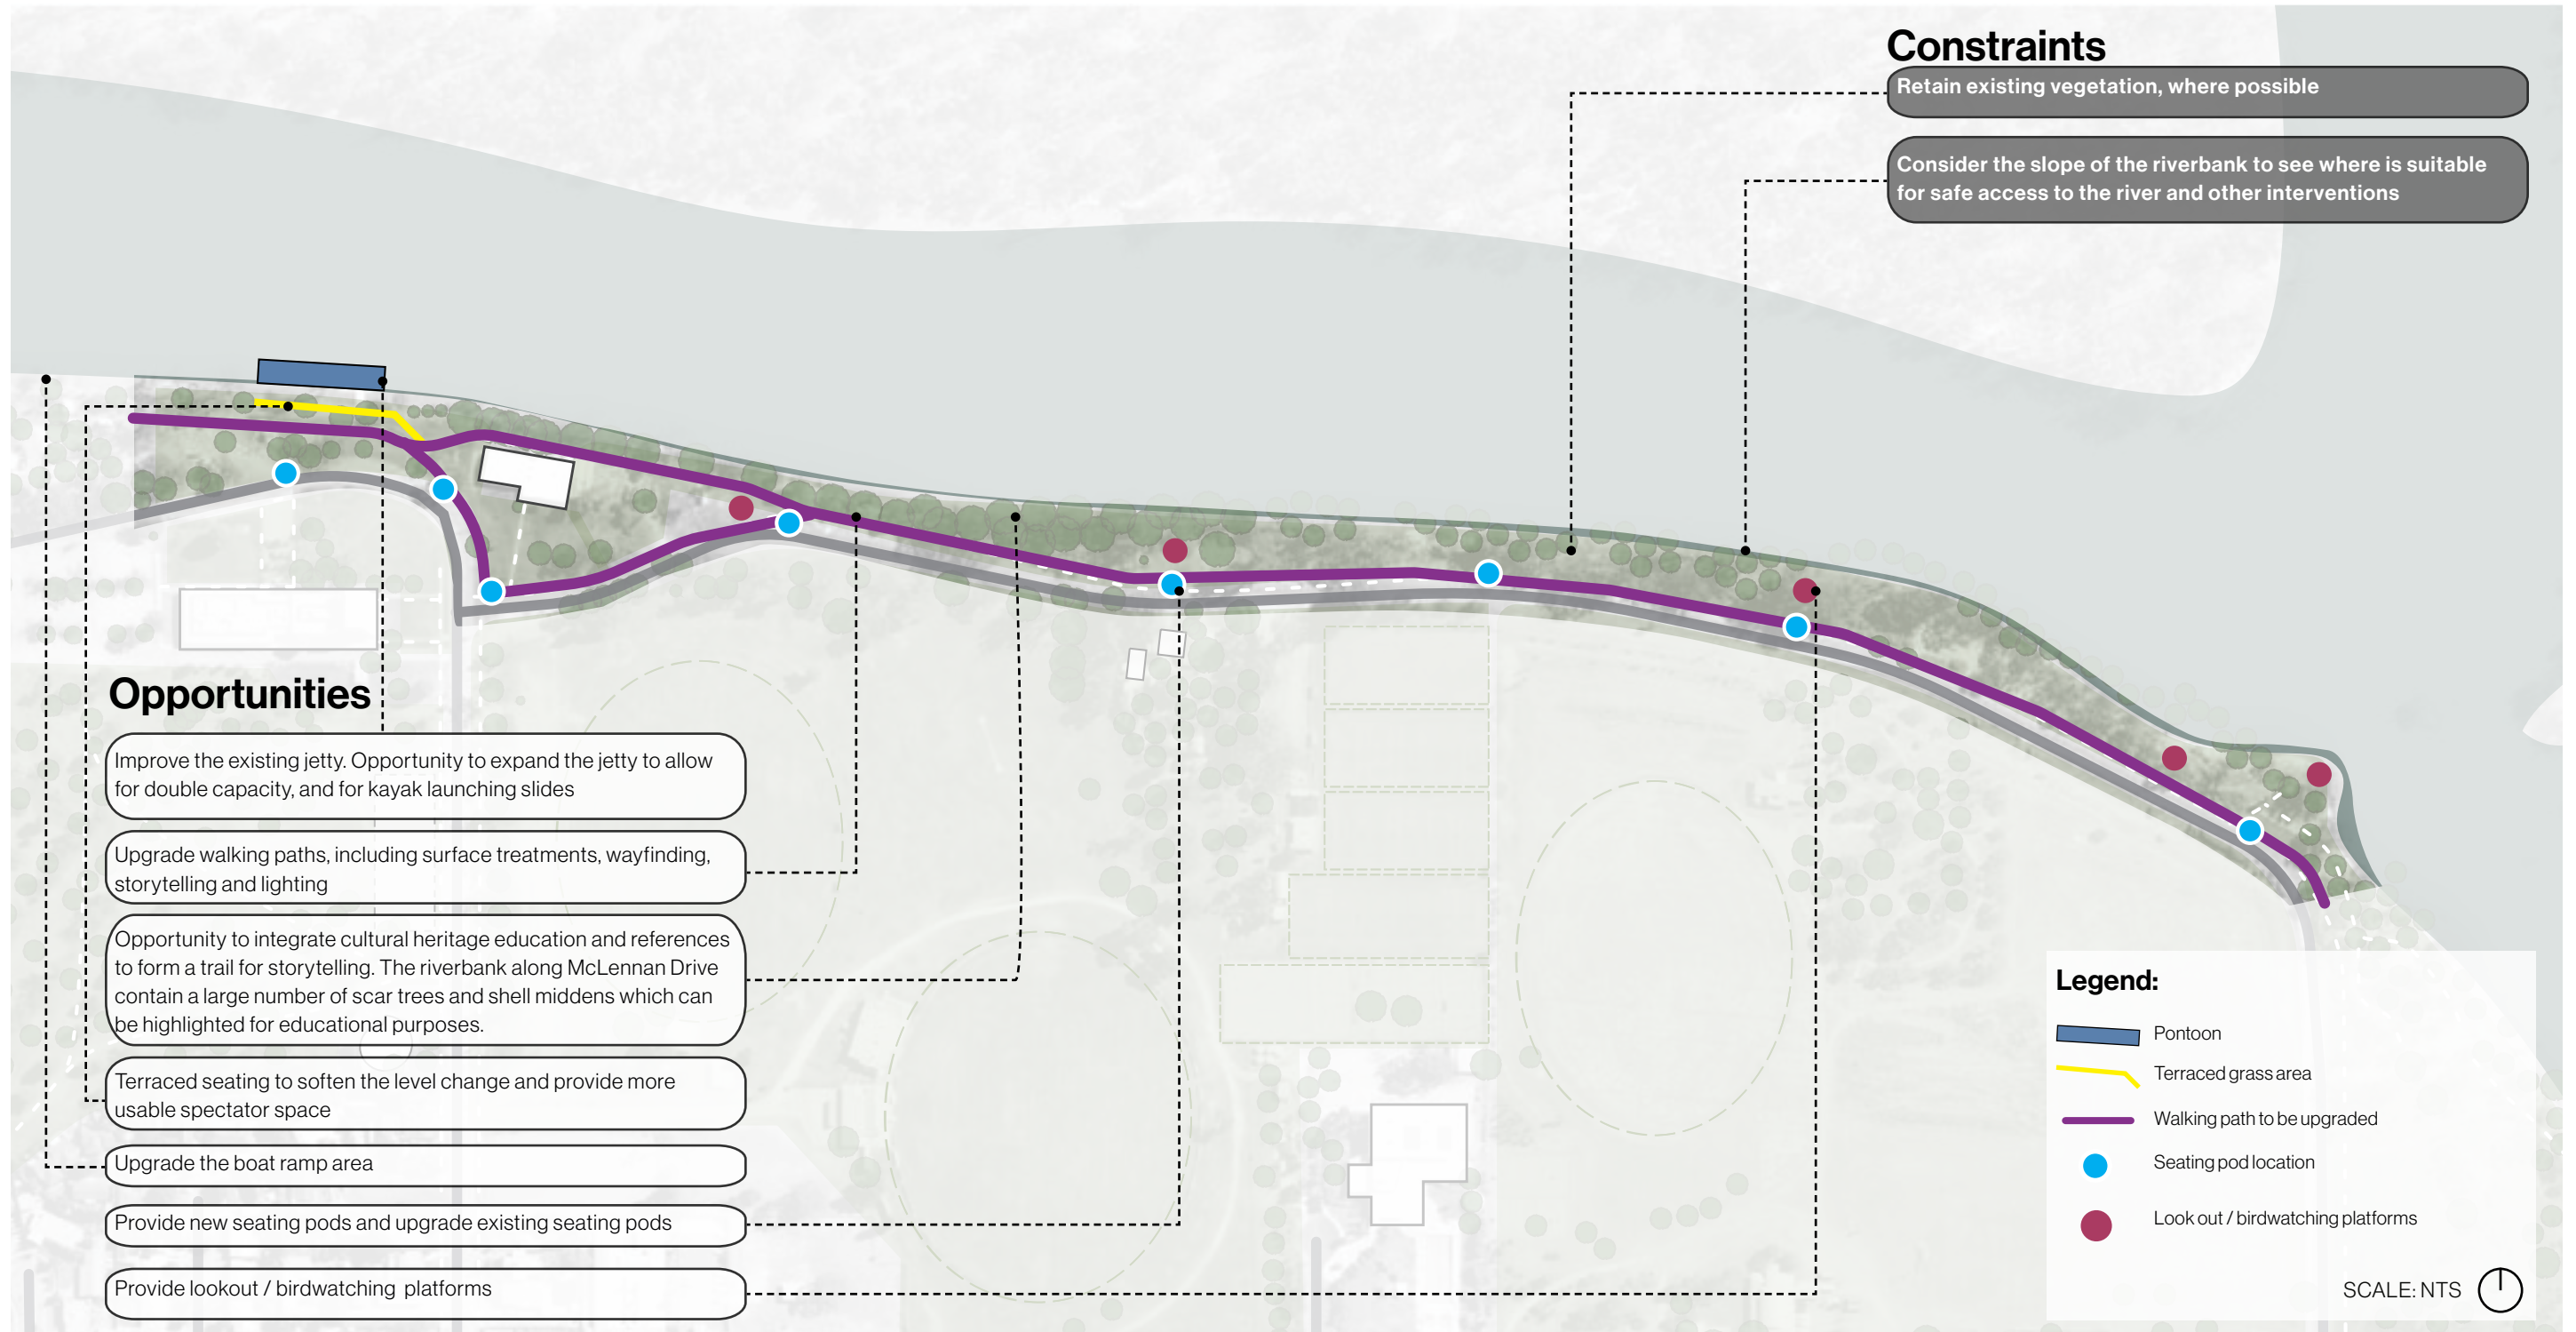 Constraints
Retain existing vegetation, where possible
Consider the slope of the riverbank to see where is suitable
for safe access to the river and other interventions
Opportunities
Improve the existing jetty. Opportunity to expand the jetty to allow
for double capacity, and for kayak launching slides
Upgrade walking paths, including surface treatments, wayfinding,
storytelling and lighting
Opportunity to integrate cultural heritage education and references
to form a trail for storytelling. The riverbank along McLennan Drive
contain a large number of scar trees and shell middens which can
be highlighted for educational purposes.
Terraced seating to soften the level change and provide more
usable spectator space
Upgrade the boat ramp area
Provide new seating pods and upgrade existing seating pods
Provide lookout / birdwatching platforms
Legend:
Pontoon
Terraced grass area
Walking path to be upgraded
Seating pod location
Look out / birdwatching platforms
SCALE: NTS